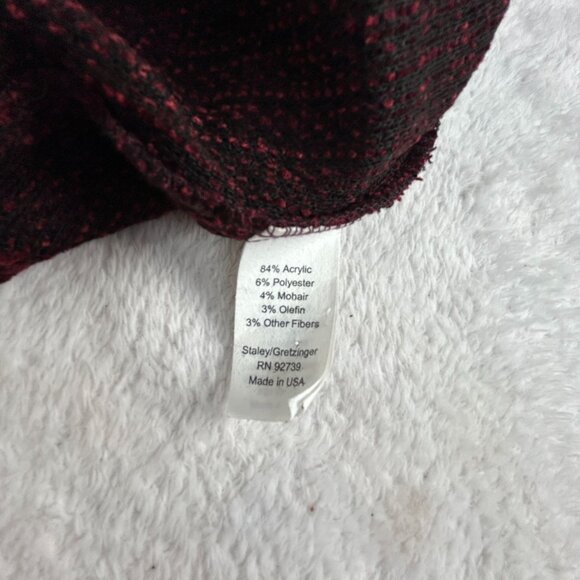 84% Acrylic
6% Polyester
4% Mohair
3% Olefin
3% Other Fibers
Staley/Gretzinger
RN 92739
Made in USA